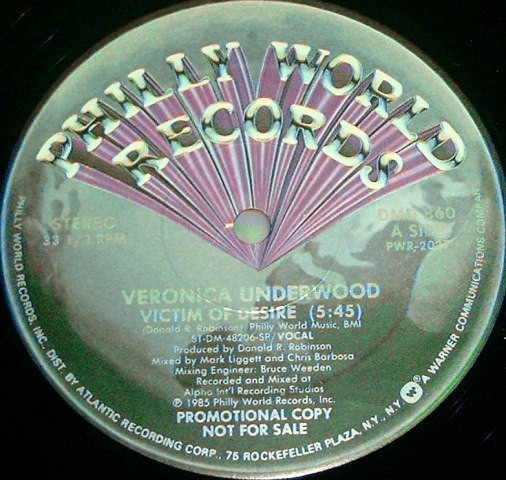 PHILLY WORLD
RECORDS
STEREO
33 1/3 RPM
DMD 860
A SIDE
VERONICA UNDERWOOD
VICTIM OF DESIRE (5:45)
(Donald R. Robinson) Philly World Music, BMI
ST-DM-48206-SP/VOCAL
Produced by Donald R. Robinson
Mixed by Mark Liggett and Chris Barbosa
Mixing Engineer: Bruce Weeden
Recorded and Mixed at
Alpha Int'l Recording Studios
℗ 1985 Philly World Records, Inc.
PROMOTIONAL COPY
NOT FOR SALE
PHILLY WORLD RECORDS, INC. DIST. BY ATLANTIC RECORDING CORP., 75 ROCKEFELLER PLAZA, N.Y., N.Y. W A WARNER COMMUNICATIONS COMPANY